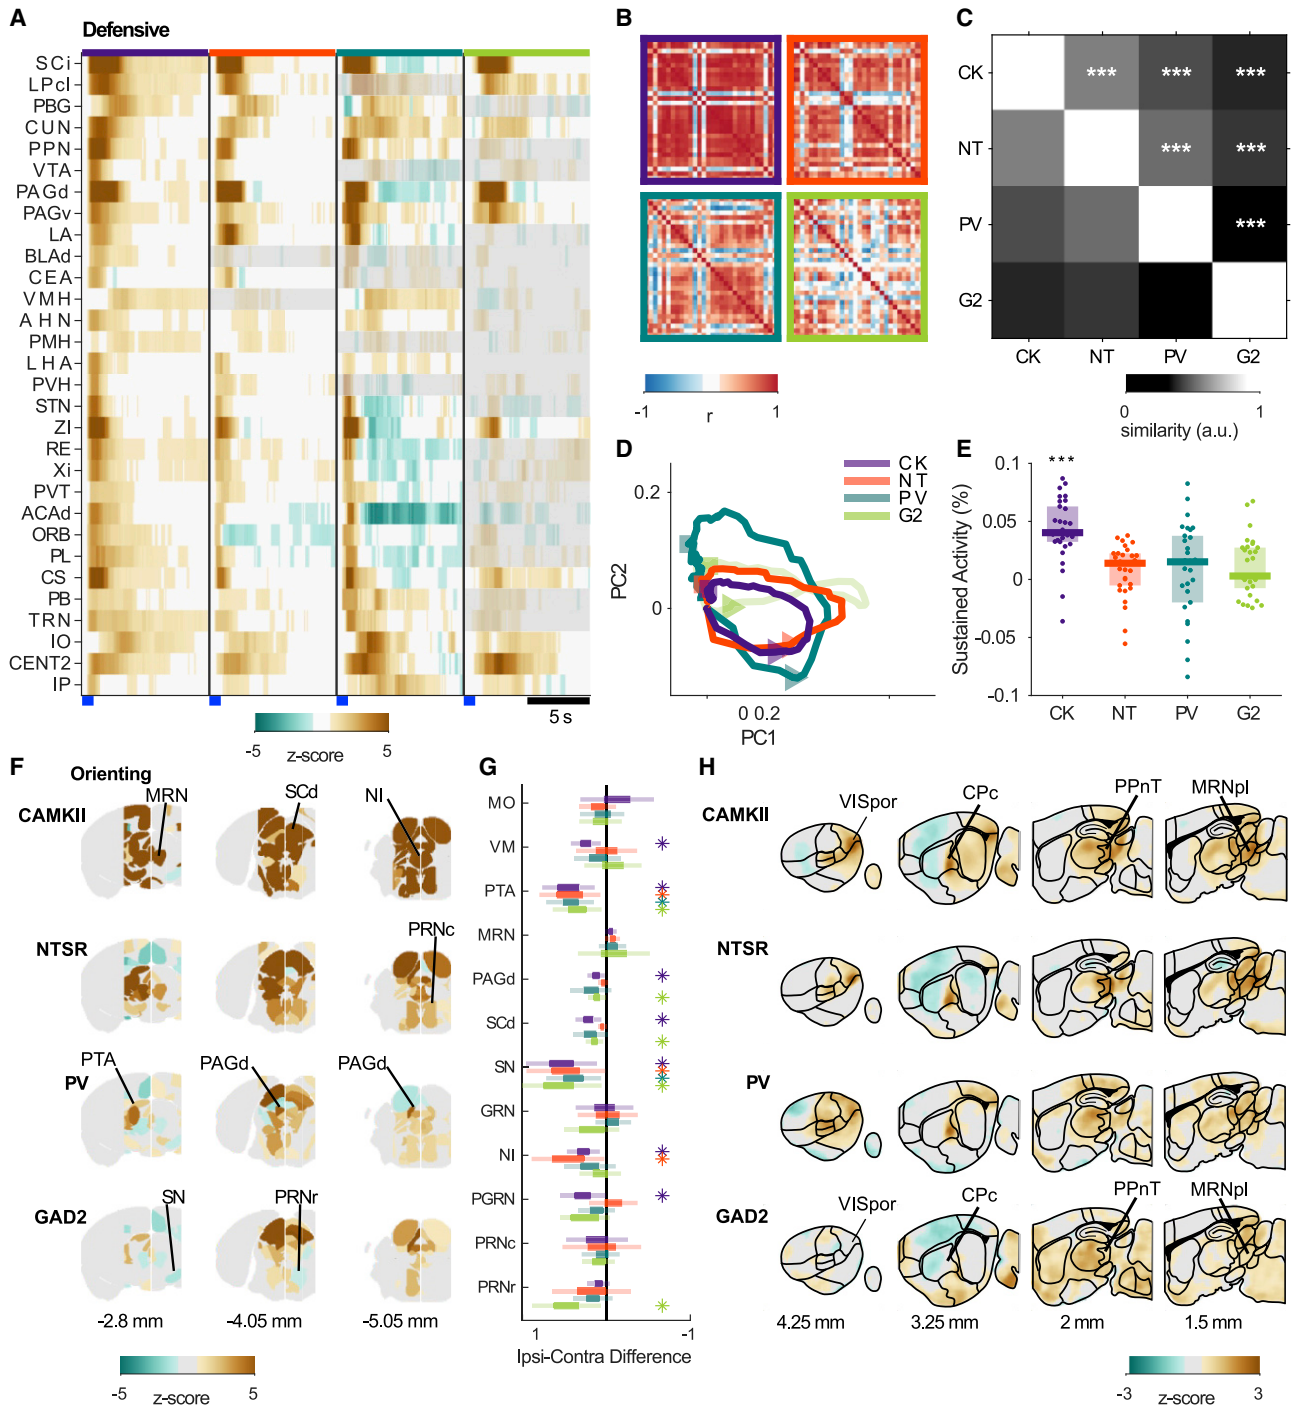 A
Defensive
SCi
LPcl
PBG
CUN
PPN
VTA
PAGd
PAGv
LA
BLAd
CEA
VMH
AHN
PMH
LHA
PVH
STN
ZI
RE
Xi
PVT
ACAd
ORB
PL
CS
PB
TRN
IO
CENT2
IP
5 s
-5 5
z-score
B
-1 1
r
C
CK *** *** ***
NT *** ***
PV ***
G2
CK NT PV G2
0 1
similarity (a.u.)
D
CK
NT
PV
G2
0.2
PC2
0
0 0.2
PC1
E
***
0.1
0.05
0
-0.05
-0.1
Sustained Activity (%)
CK NT PV G2
F
Orienting
CAMKII
MRN SCd NI
NTSR
PRNc
PV
PTA PAGd PAGd
GAD2
SN PRNr
-2.8 mm -4.05 mm -5.05 mm
-5 5
z-score
G
MO
VM
PTA
MRN
PAGd
SCd
SN
GRN
NI
PGRN
PRNc
PRNr
1 -1
Ipsi-Contra Difference
H
CAMKII
VISpor CPc PPnT MRNpl
NTSR
PV
GAD2
VISpor CPc PPnT MRNpl
4.25 mm 3.25 mm 2 mm 1.5 mm
-3 3
z-score